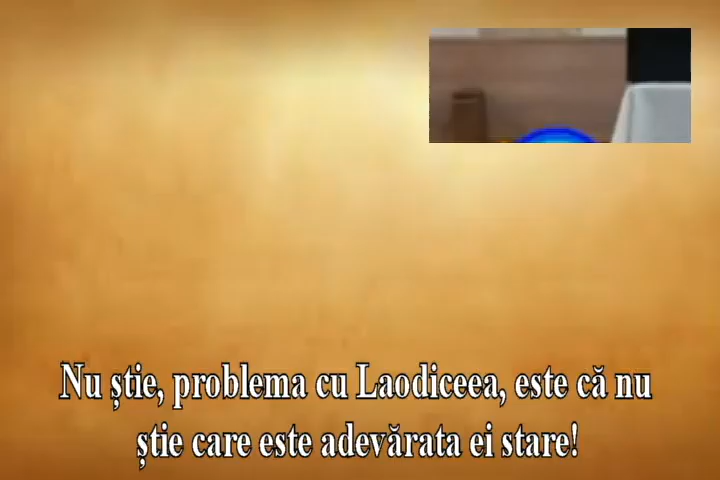 Nu știe, problema cu Laodiceea, este că nu
știe care este adevărata ei stare!